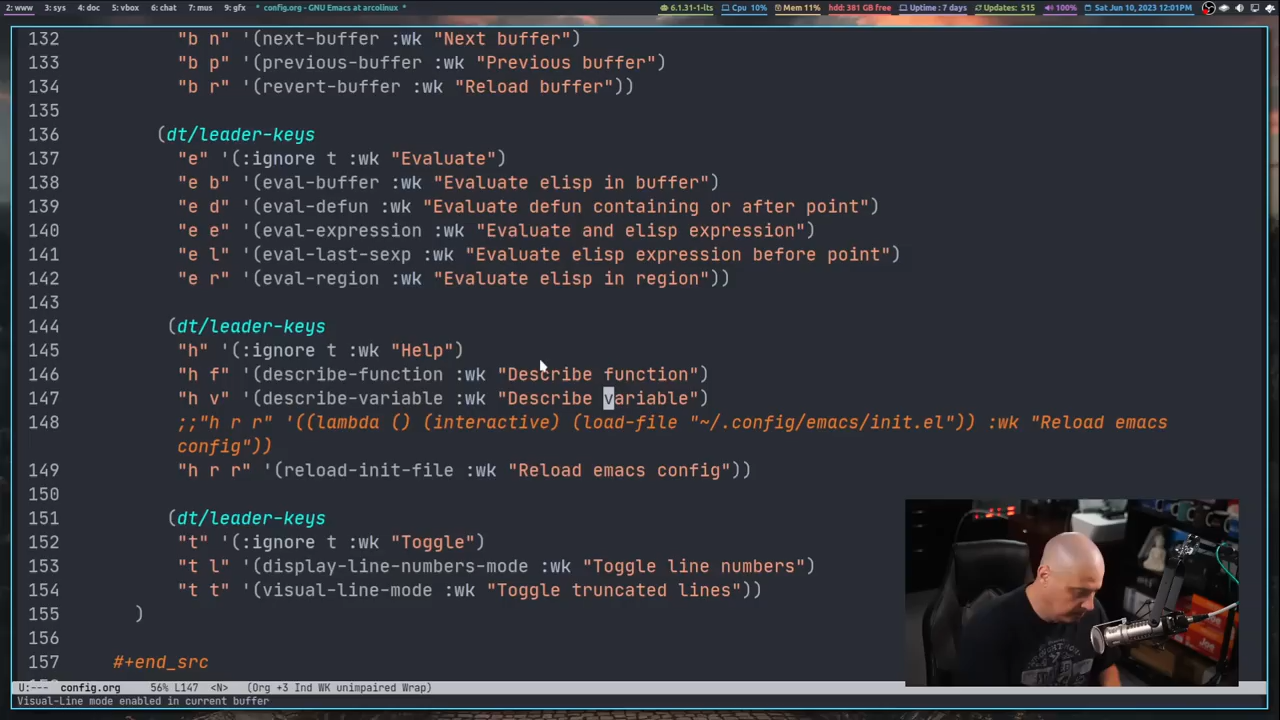 2: www 3: sys 4: doc 5: vbox 6: chat 7: mus 9: gfx * config.org - GNU Emacs at arcolinux * 6.1.31-1-lts Cpu 10% Mem 11% hdd: 381 GB free Uptime : 7 days Updates: 515 100% Sat Jun 10, 2023 12:01PM
132 "b n" '(next-buffer :wk "Next buffer")
133 "b p" '(previous-buffer :wk "Previous buffer")
134 "b r" '(revert-buffer :wk "Reload buffer"))
135
136 (dt/leader-keys
137 "e" '(:ignore t :wk "Evaluate")
138 "e b" '(eval-buffer :wk "Evaluate elisp in buffer")
139 "e d" '(eval-defun :wk "Evaluate defun containing or after point")
140 "e e" '(eval-expression :wk "Evaluate and elisp expression")
141 "e l" '(eval-last-sexp :wk "Evaluate elisp expression before point")
142 "e r" '(eval-region :wk "Evaluate elisp in region"))
143
144 (dt/leader-keys
145 "h" '(:ignore t :wk "Help")
146 "h f" '(describe-function :wk "Describe function")
147 "h v" '(describe-variable :wk "Describe variable")
148 ;;"h r r" '((lambda () (interactive) (load-file "~/.config/emacs/init.el")) :wk "Reload emacs
config"))
149 "h r r" '(reload-init-file :wk "Reload emacs config"))
150
151 (dt/leader-keys
152 "t" '(:ignore t :wk "Toggle")
153 "t l" '(display-line-numbers-mode :wk "Toggle line numbers")
154 "t t" '(visual-line-mode :wk "Toggle truncated lines"))
155 )
156
157 #+end_src
U:--- config.org 56% L147 <N> (Org +3 Ind WK unimpaired Wrap)
Visual-Line mode enabled in current buffer